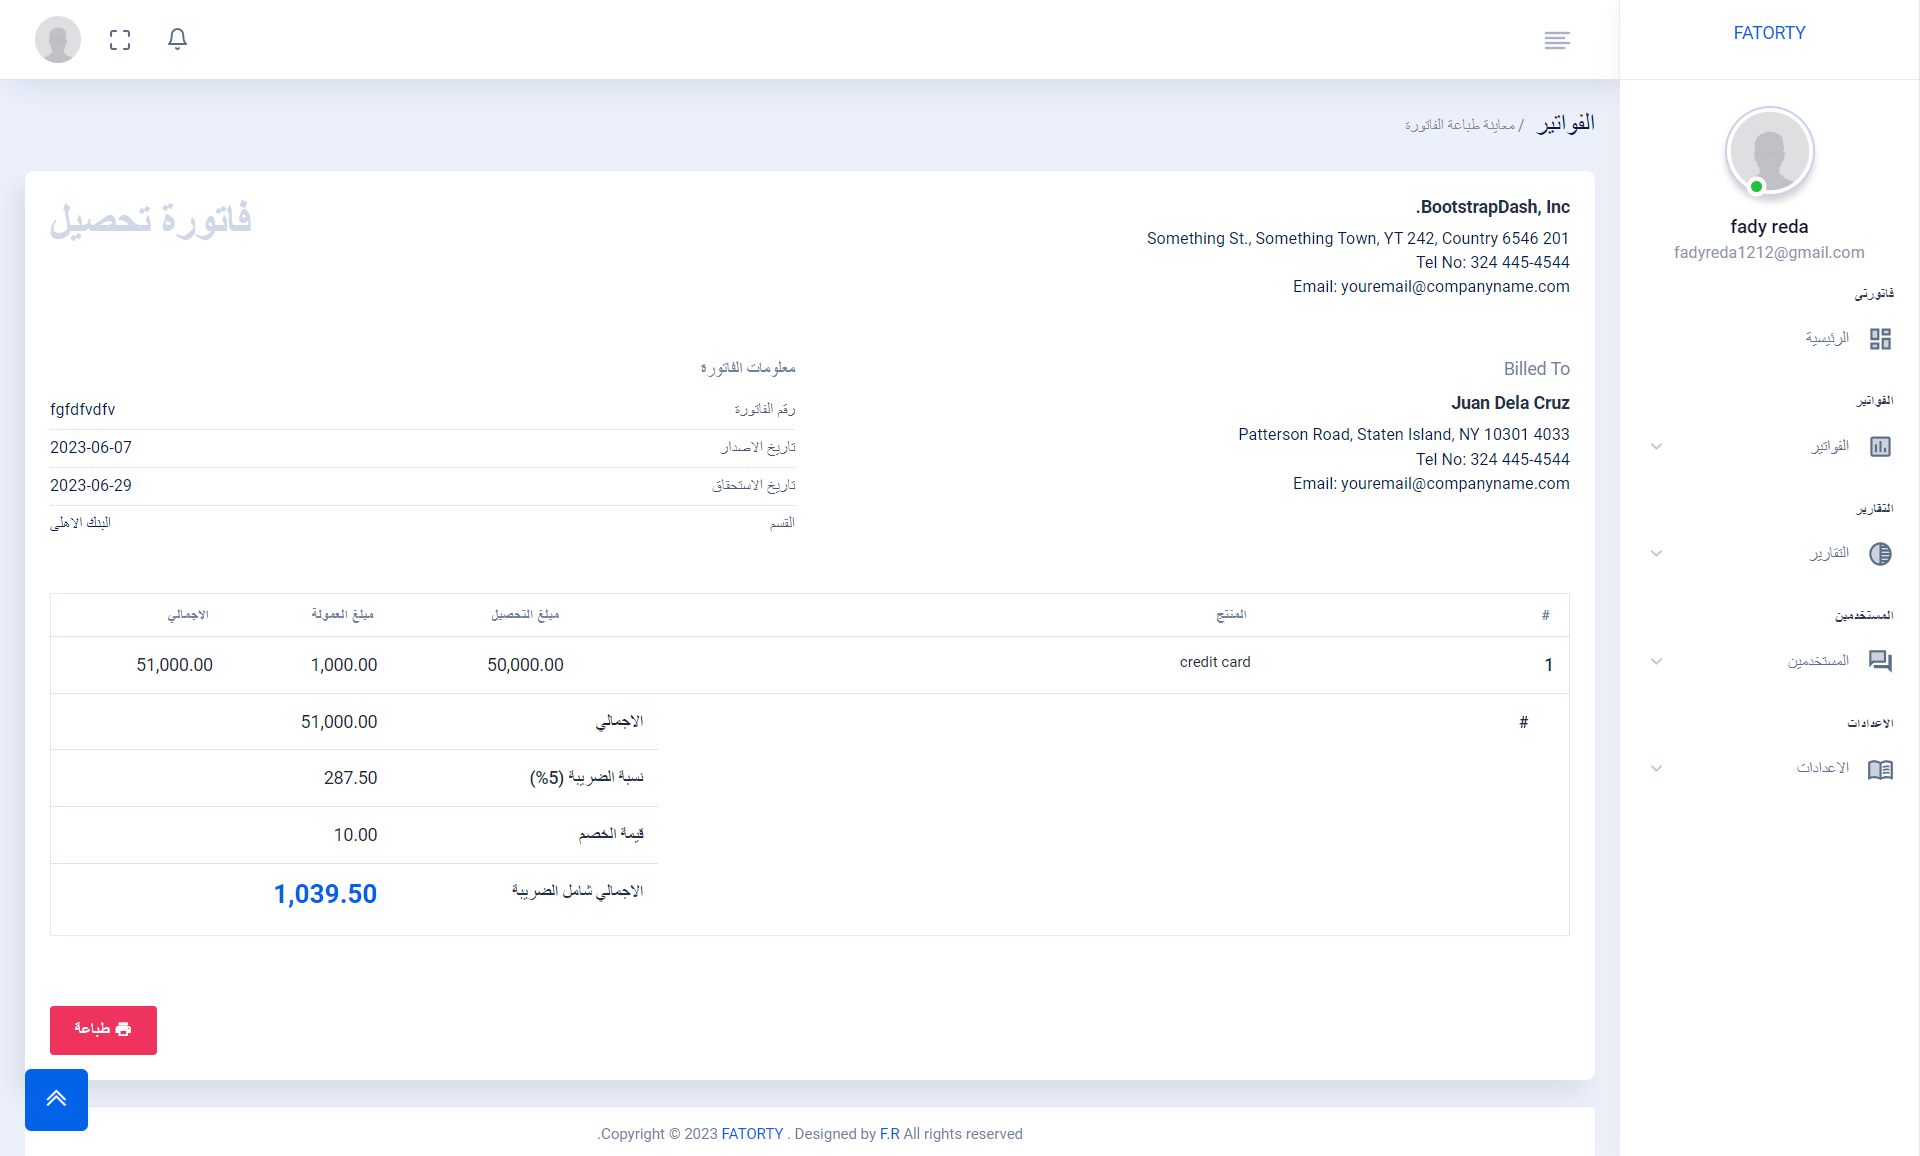 FATORTY
fady reda
fadyreda1212@gmail.com
فاتورتى
الرئيسية
الفواتير
الفواتير
التقارير
التقارير
المستخدمين
المستخدمين
الاعدادات
الاعدادات
الفواتير / معاينة طباعة الفاتورة
فاتورة تحصيل
.BootstrapDash, Inc
Something St., Something Town, YT 242, Country 6546 201
Tel No: 324 445-4544
Email: youremail@companyname.com
Billed To
Juan Dela Cruz
Patterson Road, Staten Island, NY 10301 4033
Tel No: 324 445-4544
Email: youremail@companyname.com
معلومات الفاتورة
رقم الفاتورة fgfdfvdfv
تاريخ الاصدار 2023-06-07
تاريخ الاستحقاق 2023-06-29
القسم البنك الاهلى
# المنتج مبلغ التحصيل مبلغ العمولة الاجمالي
1 credit card 50,000.00 1,000.00 51,000.00
# الاجمالي 51,000.00
نسبة الضريبة (5%) 287.50
قيمة الخصم 10.00
الاجمالي شامل الضريبة 1,039.50
طباعة
.Copyright © 2023 FATORTY . Designed by F.R All rights reserved